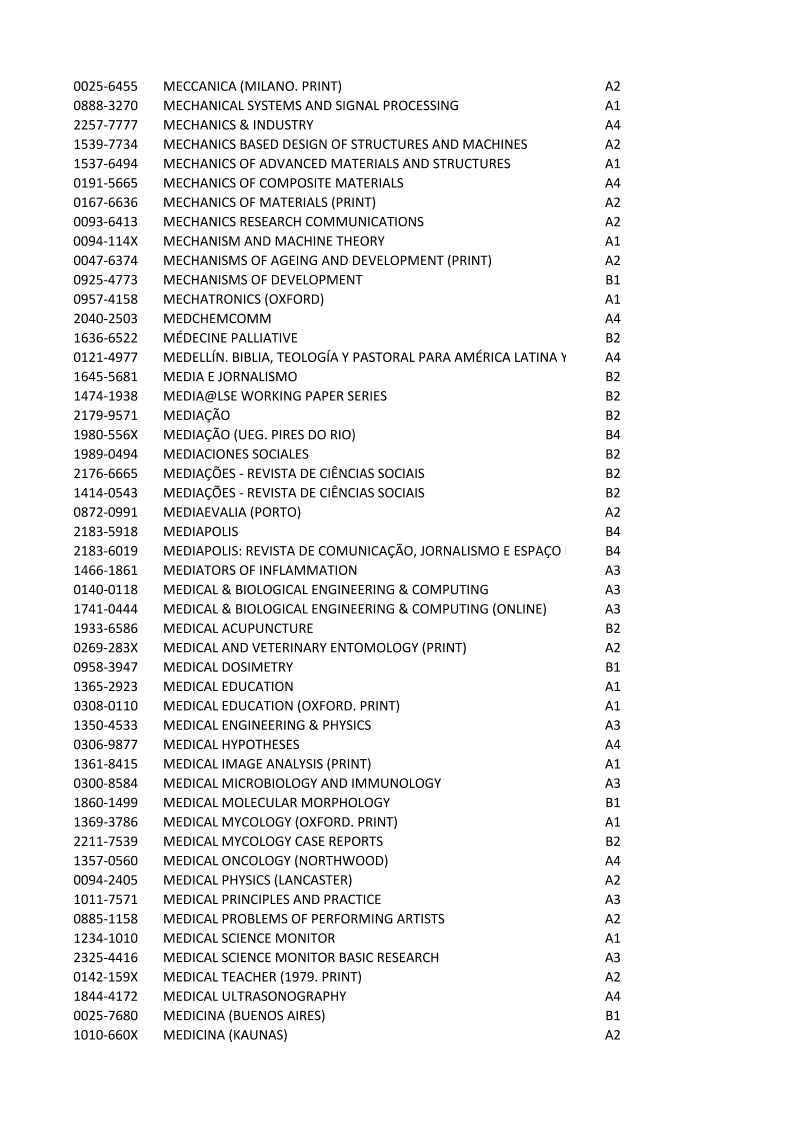 0025-6455 MECCANICA (MILANO. PRINT) A2
0888-3270 MECHANICAL SYSTEMS AND SIGNAL PROCESSING A1
2257-7777 MECHANICS & INDUSTRY A4
1539-7734 MECHANICS BASED DESIGN OF STRUCTURES AND MACHINES A2
1537-6494 MECHANICS OF ADVANCED MATERIALS AND STRUCTURES A1
0191-5665 MECHANICS OF COMPOSITE MATERIALS A4
0167-6636 MECHANICS OF MATERIALS (PRINT) A2
0093-6413 MECHANICS RESEARCH COMMUNICATIONS A2
0094-114X MECHANISM AND MACHINE THEORY A1
0047-6374 MECHANISMS OF AGEING AND DEVELOPMENT (PRINT) A2
0925-4773 MECHANISMS OF DEVELOPMENT B1
0957-4158 MECHATRONICS (OXFORD) A1
2040-2503 MEDCHEMCOMM A4
1636-6522 MÉDECINE PALLIATIVE B2
0121-4977 MEDELLÍN. BIBLIA, TEOLOGÍA Y PASTORAL PARA AMÉRICA LATINA Y A4
1645-5681 MEDIA E JORNALISMO B2
1474-1938 MEDIA@LSE WORKING PAPER SERIES B2
2179-9571 MEDIAÇÃO B2
1980-556X MEDIAÇÃO (UEG. PIRES DO RIO) B4
1989-0494 MEDIACIONES SOCIALES B2
2176-6665 MEDIAÇÕES - REVISTA DE CIÊNCIAS SOCIAIS B2
1414-0543 MEDIAÇÕES - REVISTA DE CIÊNCIAS SOCIAIS B2
0872-0991 MEDIAEVALIA (PORTO) A2
2183-5918 MEDIAPOLIS B4
2183-6019 MEDIAPOLIS: REVISTA DE COMUNICAÇÃO, JORNALISMO E ESPAÇO B4
1466-1861 MEDIATORS OF INFLAMMATION A3
0140-0118 MEDICAL & BIOLOGICAL ENGINEERING & COMPUTING A3
1741-0444 MEDICAL & BIOLOGICAL ENGINEERING & COMPUTING (ONLINE) A3
1933-6586 MEDICAL ACUPUNCTURE B2
0269-283X MEDICAL AND VETERINARY ENTOMOLOGY (PRINT) A2
0958-3947 MEDICAL DOSIMETRY B1
1365-2923 MEDICAL EDUCATION A1
0308-0110 MEDICAL EDUCATION (OXFORD. PRINT) A1
1350-4533 MEDICAL ENGINEERING & PHYSICS A3
0306-9877 MEDICAL HYPOTHESES A4
1361-8415 MEDICAL IMAGE ANALYSIS (PRINT) A1
0300-8584 MEDICAL MICROBIOLOGY AND IMMUNOLOGY A3
1860-1499 MEDICAL MOLECULAR MORPHOLOGY B1
1369-3786 MEDICAL MYCOLOGY (OXFORD. PRINT) A1
2211-7539 MEDICAL MYCOLOGY CASE REPORTS B2
1357-0560 MEDICAL ONCOLOGY (NORTHWOOD) A4
0094-2405 MEDICAL PHYSICS (LANCASTER) A2
1011-7571 MEDICAL PRINCIPLES AND PRACTICE A3
0885-1158 MEDICAL PROBLEMS OF PERFORMING ARTISTS A2
1234-1010 MEDICAL SCIENCE MONITOR A1
2325-4416 MEDICAL SCIENCE MONITOR BASIC RESEARCH A3
0142-159X MEDICAL TEACHER (1979. PRINT) A2
1844-4172 MEDICAL ULTRASONOGRAPHY A4
0025-7680 MEDICINA (BUENOS AIRES) B1
1010-660X MEDICINA (KAUNAS) A2